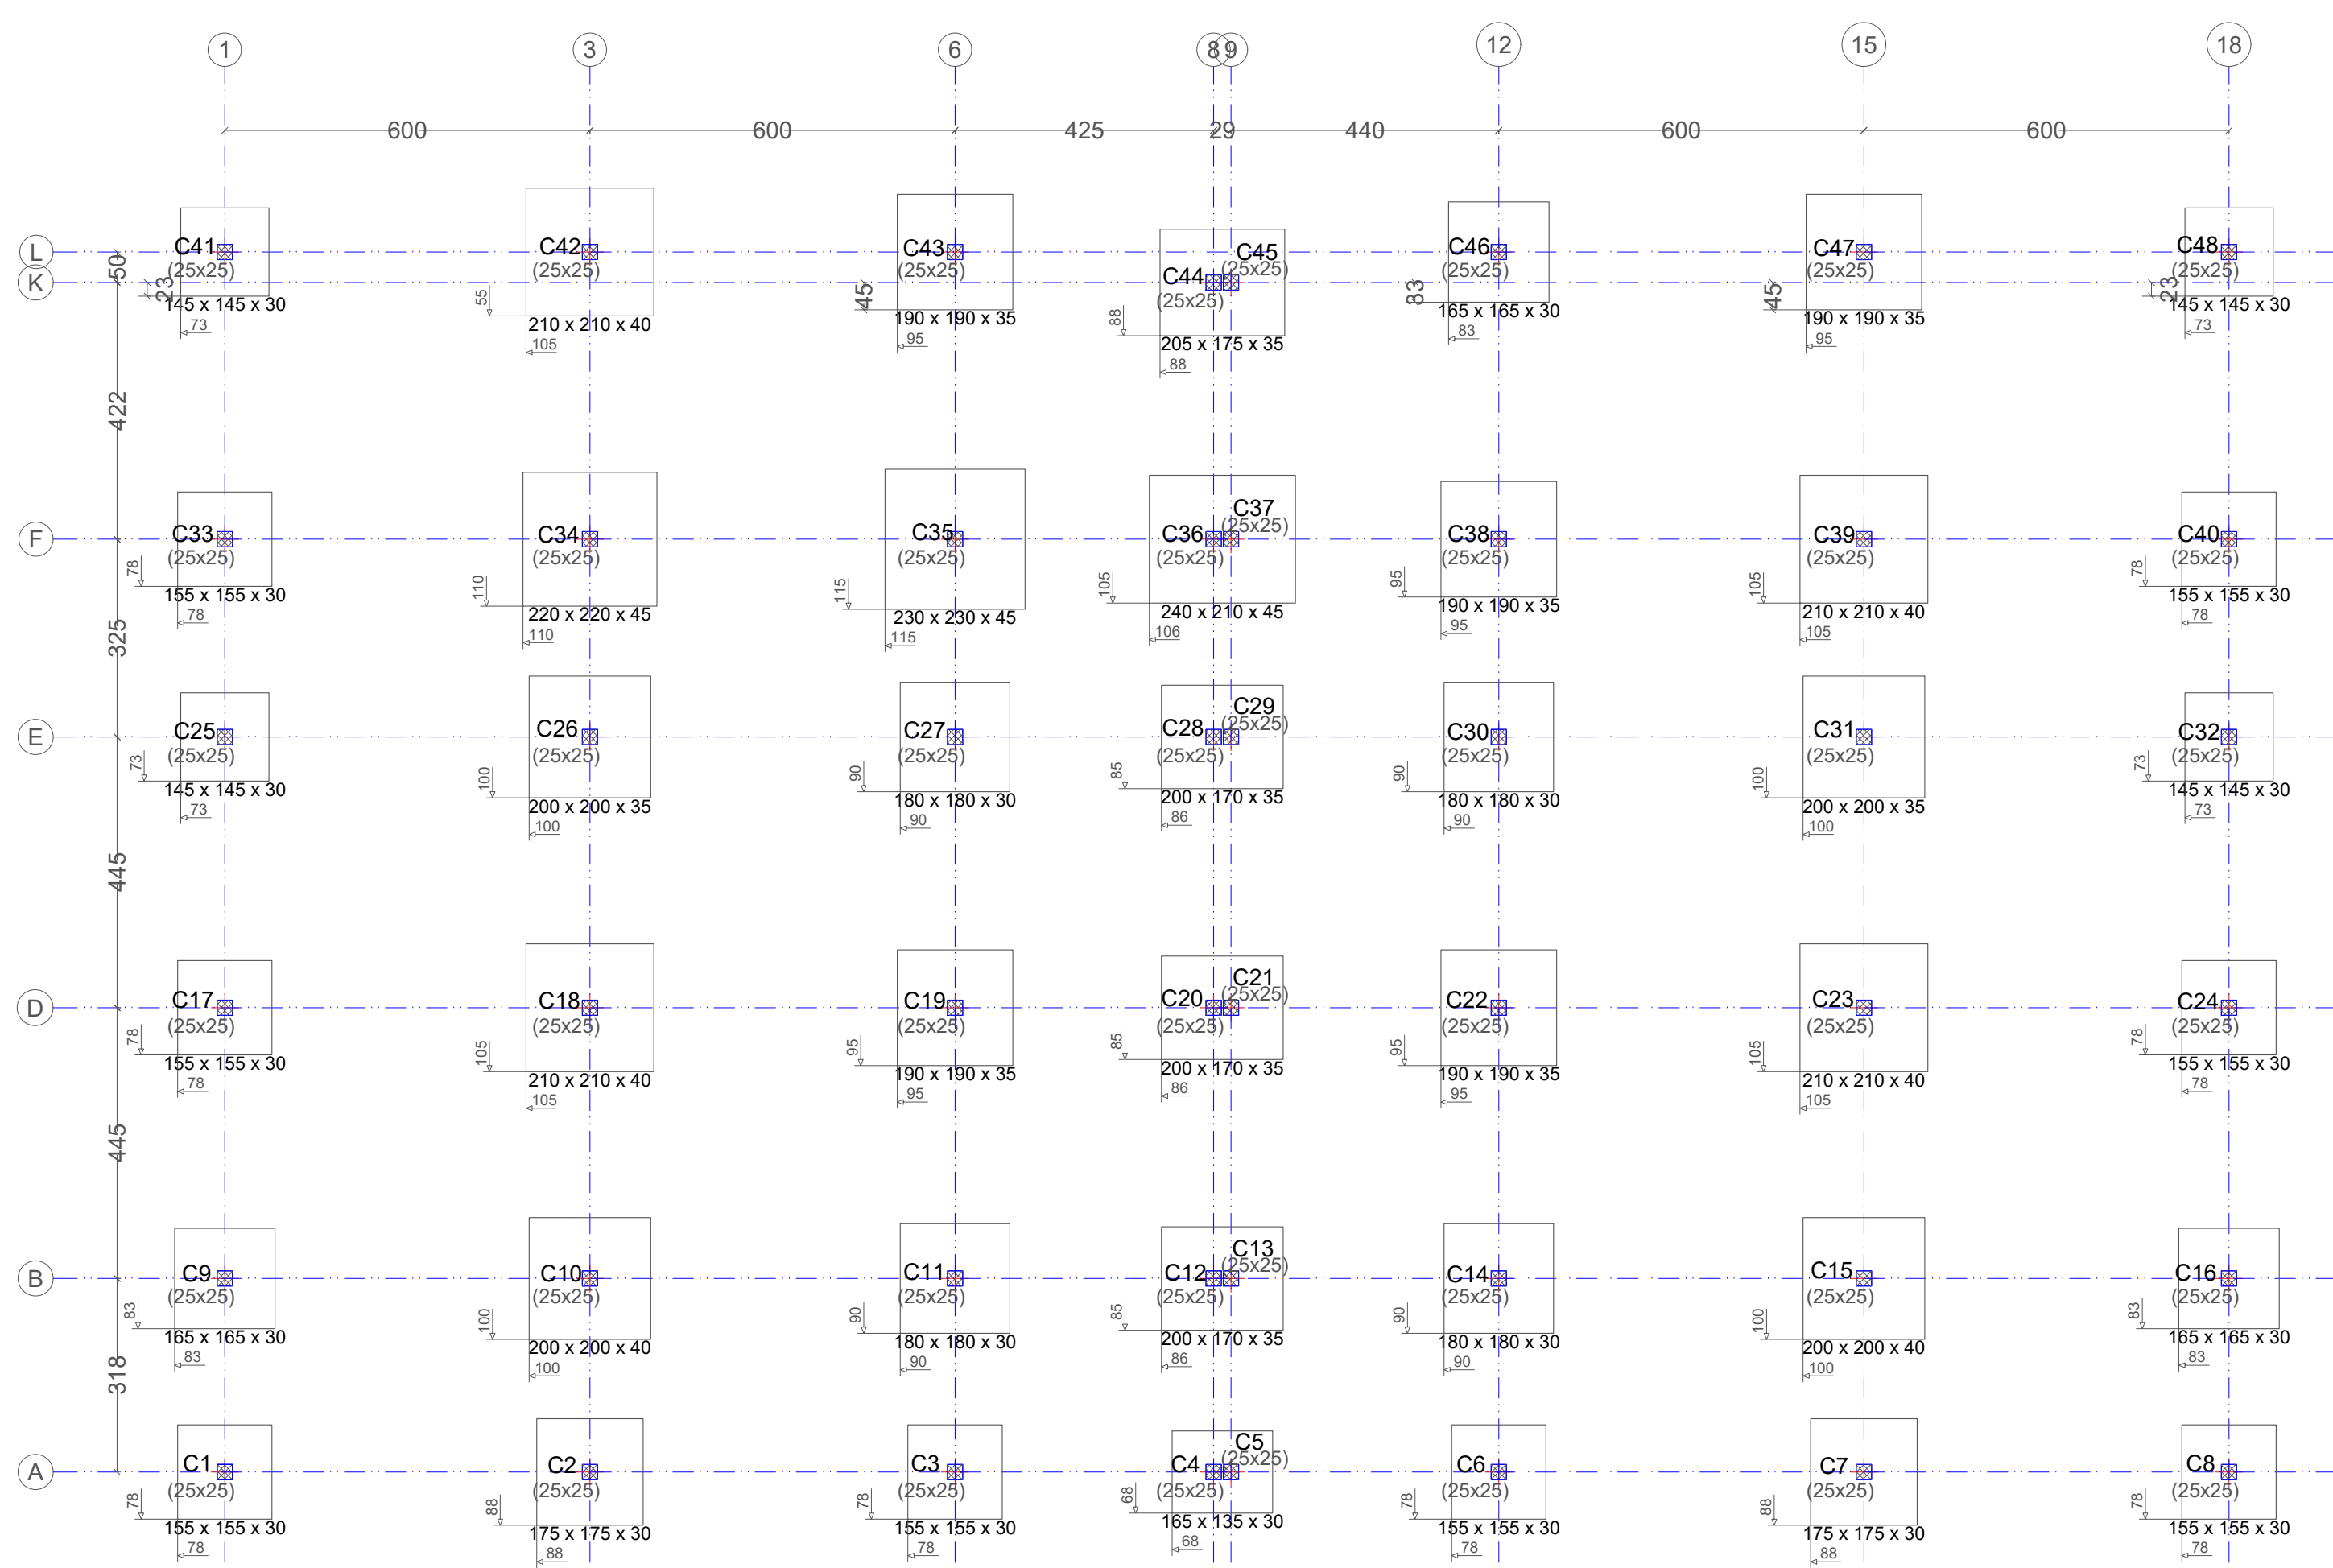 1 3 6 8 9 12 15 18
600 600 425 29 440 600 600
L
K
50
23
C41 C42 C43 C44 C45 C46 C47 C48
(25x25) (25x25) (25x25) (25x25) (25x25) (25x25) (25x25) (25x25)
55 45 88 83 45 23
145 x 145 x 30 210 x 210 x 40 190 x 190 x 35 205 x 175 x 35 165 x 165 x 30 190 x 190 x 35 145 x 145 x 30
73 105 95 88 83 95 73
422
F
C33 C34 C35 C36 C37 C38 C39 C40
(25x25) (25x25) (25x25) (25x25) (25x25) (25x25) (25x25) (25x25)
78 110 115 105 95 105 78
155 x 155 x 30 220 x 220 x 45 230 x 230 x 45 240 x 210 x 45 190 x 190 x 35 210 x 210 x 40 155 x 155 x 30
78 110 115 106 95 105 78
325
E
C25 C26 C27 C28 C29 C30 C31 C32
(25x25) (25x25) (25x25) (25x25) (25x25) (25x25) (25x25) (25x25)
73 100 90 85 90 100 73
145 x 145 x 30 200 x 200 x 35 180 x 180 x 30 200 x 170 x 35 180 x 180 x 30 200 x 200 x 35 145 x 145 x 30
73 100 90 86 90 100 73
445
D
C17 C18 C19 C20 C21 C22 C23 C24
(25x25) (25x25) (25x25) (25x25) (25x25) (25x25) (25x25) (25x25)
78 105 95 85 95 105 78
155 x 155 x 30 210 x 210 x 40 190 x 190 x 35 200 x 170 x 35 190 x 190 x 35 210 x 210 x 40 155 x 155 x 30
78 105 95 86 95 105 78
445
B
C9 C10 C11 C12 C13 C14 C15 C16
(25x25) (25x25) (25x25) (25x25) (25x25) (25x25) (25x25) (25x25)
83 100 90 85 90 100 83
165 x 165 x 30 200 x 200 x 40 180 x 180 x 30 200 x 170 x 35 180 x 180 x 30 200 x 200 x 40 165 x 165 x 30
83 100 90 86 90 100 83
318
A
C1 C2 C3 C4 C5 C6 C7 C8
(25x25) (25x25) (25x25) (25x25) (25x25) (25x25) (25x25) (25x25)
78 88 78 68 78 88 78
155 x 155 x 30 175 x 175 x 30 155 x 155 x 30 165 x 135 x 30 155 x 155 x 30 175 x 175 x 30 155 x 155 x 30
78 88 78 68 78 88 78